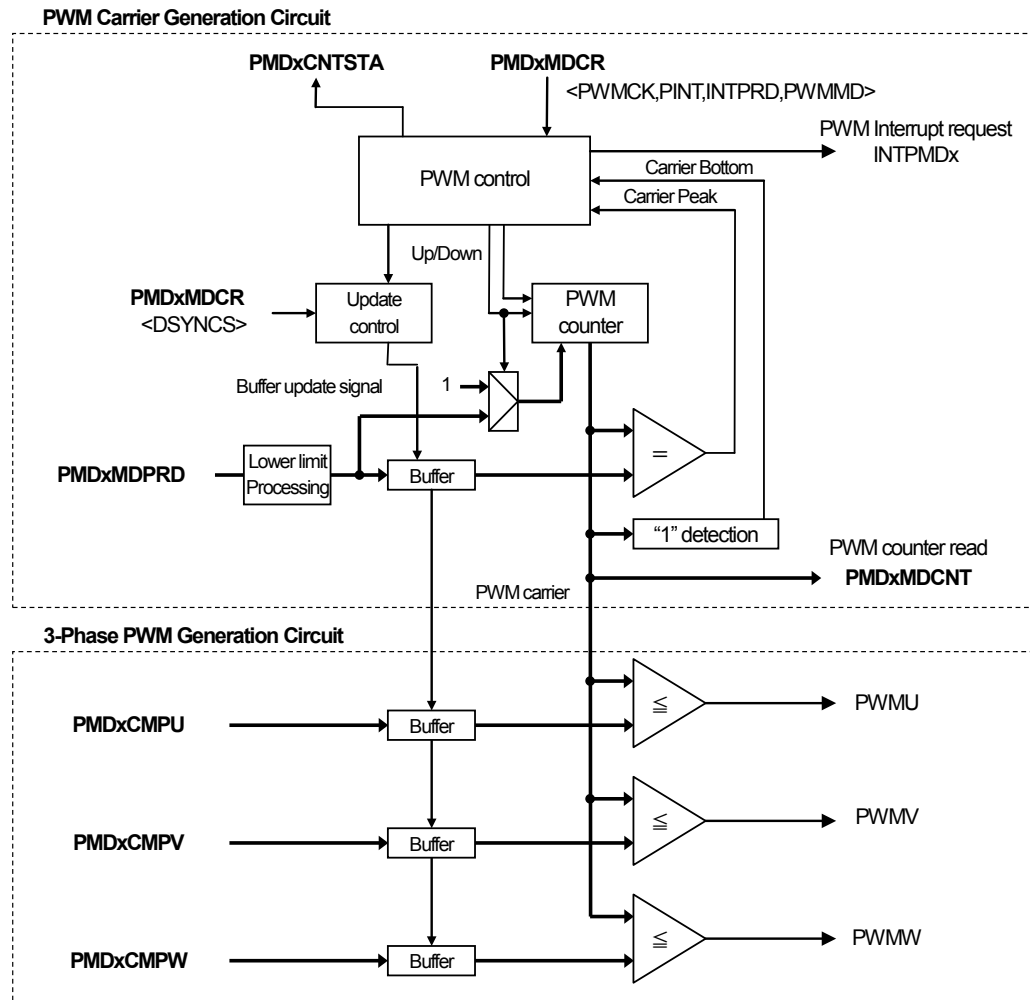 PWM Carrier Generation Circuit
PMDxCNTSTA
PMDxMDCR
<PWMCK,PINT,INTPRD,PWMMD>
PWM Interrupt request
INTPMDx
PWM control
Carrier Bottom
Carrier Peak
Up/Down
PMDxMDCR
<DSYNCS>
Update
control
PWM
counter
Buffer update signal
1
PMDxMDPRD
Lower limit
Processing
Buffer
=
“1” detection
PWM counter read
PMDxMDCNT
PWM carrier
3-Phase PWM Generation Circuit
PMDxCMPU
Buffer
≦
PWMU
PMDxCMPV
Buffer
≦
PWMV
PMDxCMPW
Buffer
≦
PWMW